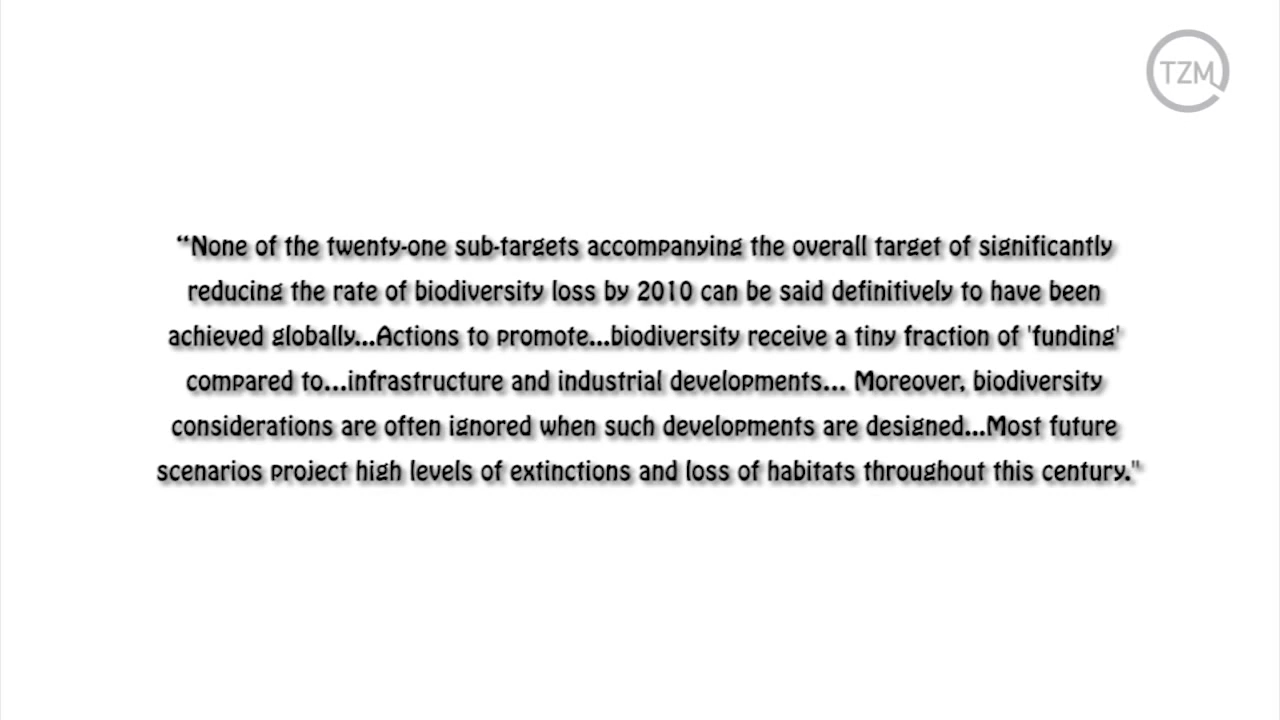 TZM
“None of the twenty-one sub-targets accompanying the overall target of significantly
reducing the rate of biodiversity loss by 2010 can be said definitively to have been
achieved globally...Actions to promote...biodiversity receive a tiny fraction of 'funding'
compared to...infrastructure and industrial developments... Moreover, biodiversity
considerations are often ignored when such developments are designed...Most future
scenarios project high levels of extinctions and loss of habitats throughout this century."